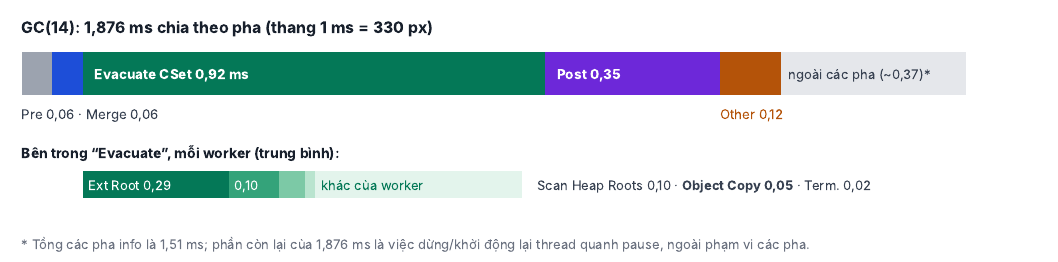 GC(14): 1,876 ms chia theo pha (thang 1 ms = 330 px)
Evacuate CSet 0,92 ms
Post 0,35
ngoài các pha (~0,37)*
Pre 0,06 · Merge 0,06
Other 0,12
Bên trong “Evacuate”, mỗi worker (trung bình):
Ext Root 0,29
0,10
khác của worker
Scan Heap Roots 0,10 · Object Copy 0,05 · Term. 0,02
* Tổng các pha info là 1,51 ms; phần còn lại của 1,876 ms là việc dừng/khởi động lại thread quanh pause, ngoài phạm vi các pha.